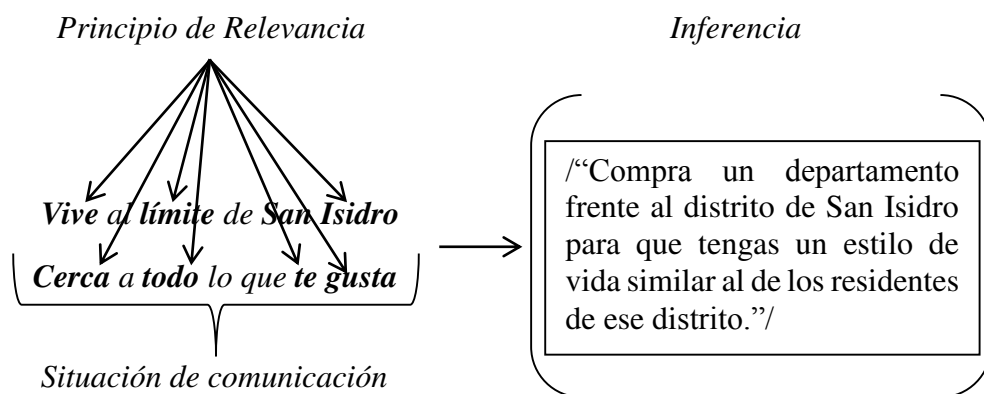 Principio de Relevancia
Inferencia
Vive al límite de San Isidro
Cerca a todo lo que te gusta
Situación de comunicación
/“Compra un departamento
frente al distrito de San Isidro
para que tengas un estilo de
vida similar al de los residentes
de ese distrito.”/